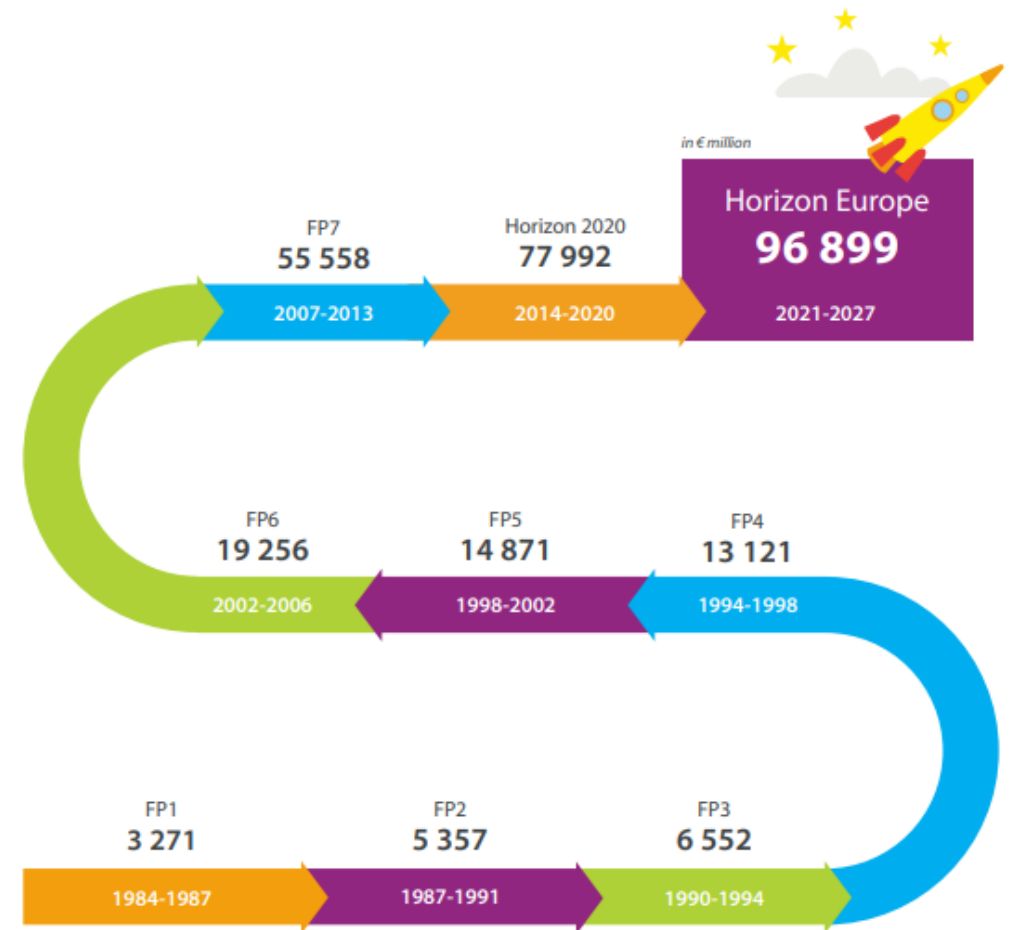 in € million
Horizon Europe
96 899
2021-2027
FP7
55 558
2007-2013
Horizon 2020
77 992
2014-2020
FP6
19 256
2002-2006
FP5
14 871
1998-2002
FP4
13 121
1994-1998
FP1
3 271
1984-1987
FP2
5 357
1987-1991
FP3
6 552
1990-1994